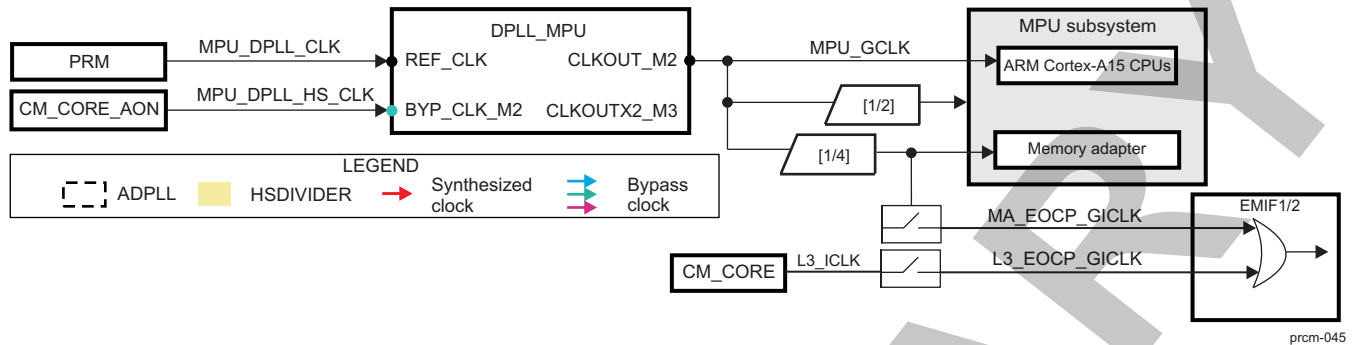 DPLL_MPU
MPU subsystem
PRM
MPU_DPLL_CLK
REF_CLK
CLKOUT_M2
MPU_GCLK
ARM Cortex-A15 CPUs
CM_CORE_AON
MPU_DPLL_HS_CLK
BYP_CLK_M2
CLKOUTX2_M3
[1/2]
[1/4]
Memory adapter
LEGEND
ADPLL
HSDIVIDER
Synthesized
clock
Bypass
clock
EMIF1/2
MA_EOCP_GICLK
CM_CORE
L3_ICLK
L3_EOCP_GICLK
prcm-045